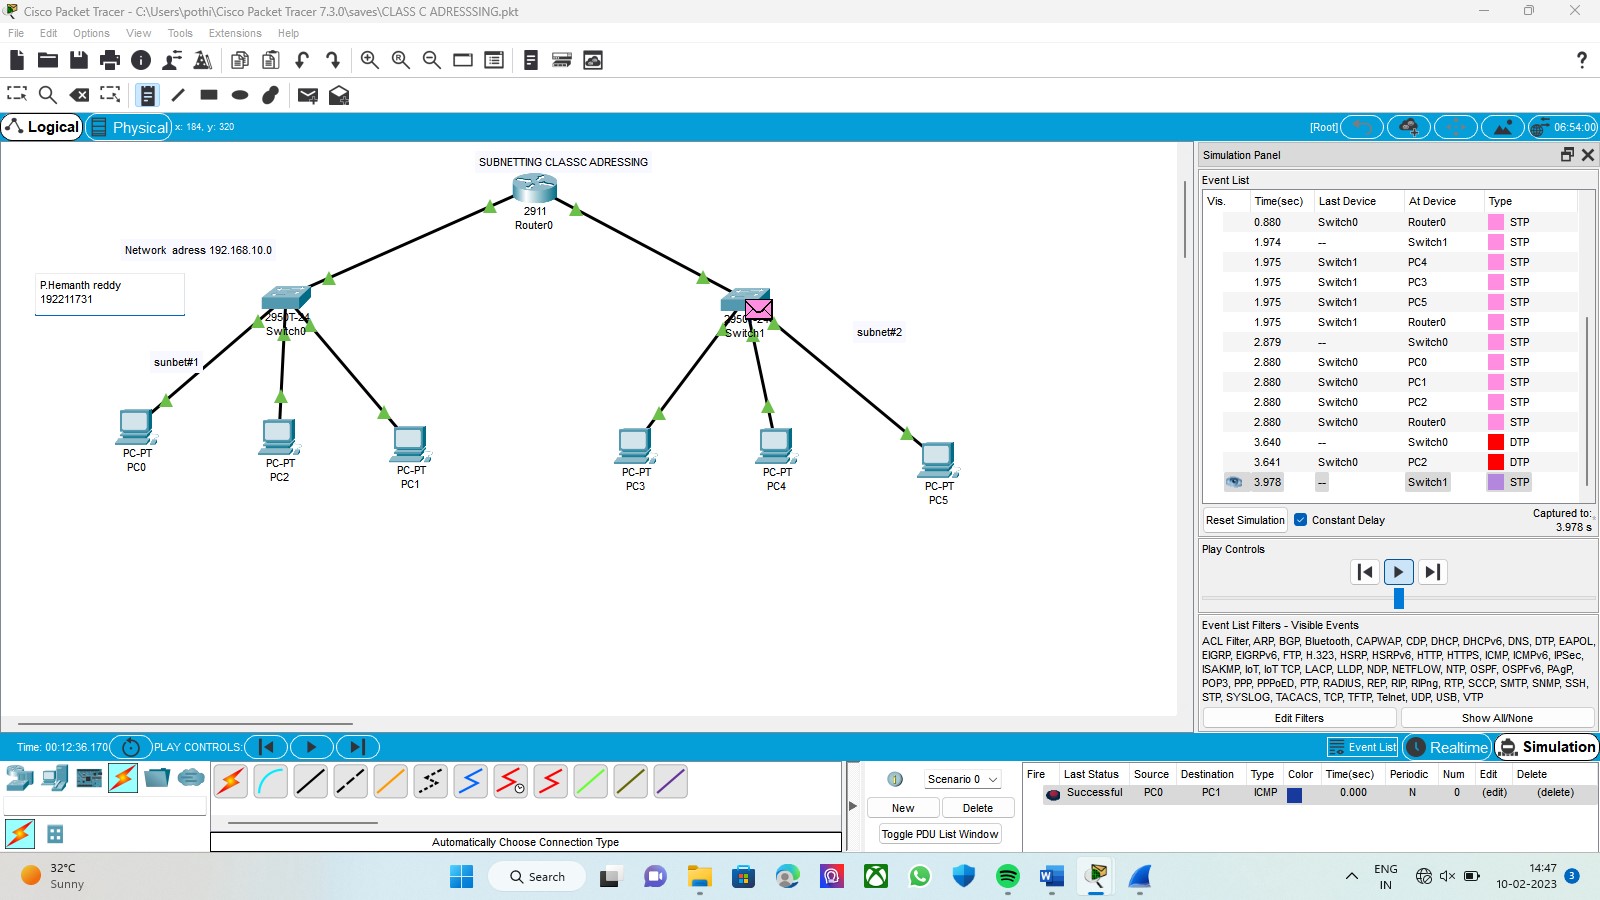 Cisco Packet Tracer - C:\Users\pothi\Cisco Packet Tracer 7.3.0\saves\CLASS C ADRESSSING.pkt
File Edit Options View Tools Extensions Help
?
Logical Physical x: 184, y: 320 [Root] 06:54:00
SUBNETTING CLASSC ADRESSING
2911
Router0
Network adress 192.168.10.0
P.Hemanth reddy
192211731
2950T-24
Switch0
2950T-24
Switch1
sunbet#1
subnet#2
PC-PT
PC0
PC-PT
PC2
PC-PT
PC1
PC-PT
PC3
PC-PT
PC4
PC-PT
PC5
Simulation Panel
Event List
Vis. Time(sec) Last Device At Device Type
0.880 Switch0 Router0 STP
1.974 -- Switch1 STP
1.975 Switch1 PC4 STP
1.975 Switch1 PC3 STP
1.975 Switch1 PC5 STP
1.975 Switch1 Router0 STP
2.879 -- Switch0 STP
2.880 Switch0 PC0 STP
2.880 Switch0 PC1 STP
2.880 Switch0 PC2 STP
2.880 Switch0 Router0 STP
3.640 -- Switch0 DTP
3.641 Switch0 PC2 DTP
3.978 -- Switch1 STP
Reset Simulation Constant Delay Captured to:
3.978 s
Play Controls
Event List Filters - Visible Events
ACL Filter, ARP, BGP, Bluetooth, CAPWAP, CDP, DHCP, DHCPv6, DNS, DTP, EAPOL,
EIGRP, EIGRPv6, FTP, H.323, HSRP, HSRPv6, HTTP, HTTPS, ICMP, ICMPv6, IPSec,
ISAKMP, IoT, IoT TCP, LACP, LLDP, NDP, NETFLOW, NTP, OSPF, OSPFv6, PAgP,
POP3, PPP, PPPoED, PTP, RADIUS, REP, RIP, RIPng, RTP, SCCP, SMTP, SNMP, SSH,
STP, SYSLOG, TACACS, TCP, TFTP, Telnet, UDP, USB, VTP
Edit Filters Show All/None
Time: 00:12:36.170 PLAY CONTROLS: Event List Realtime Simulation
Scenario 0
New Delete
Toggle PDU List Window
Fire Last Status Source Destination Type Color Time(sec) Periodic Num Edit Delete
Successful PC0 PC1 ICMP 0.000 N 0 (edit) (delete)
Automatically Choose Connection Type
32°C
Sunny
Search
ENG
IN
14:47
10-02-2023
3